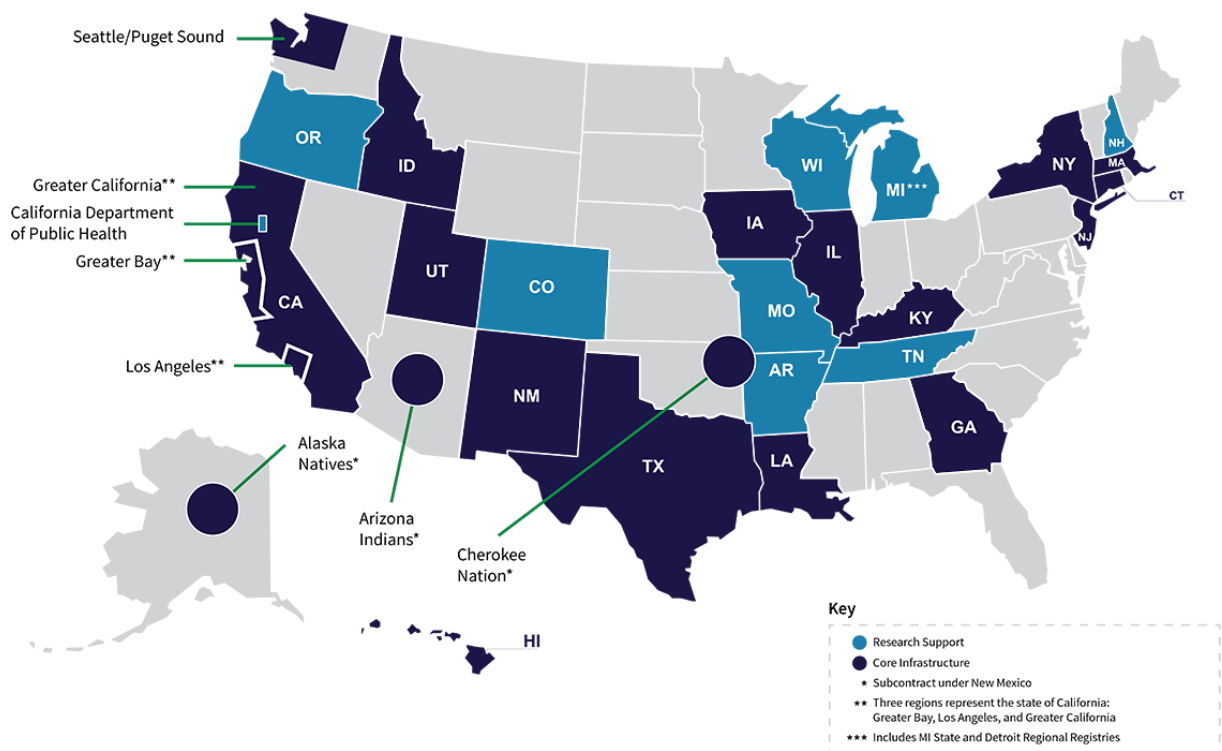 Seattle/Puget Sound
OR
ID
WI
MI***
NY
NH
MA
CT
NJ
Greater California**
California Department
of Public Health
Greater Bay**
CA
UT
CO
IA
IL
MO
KY
TN
Los Angeles**
NM
AR
GA
TX
LA
Alaska
Natives*
Arizona
Indians*
Cherokee
Nation*
HI
Key
Research Support
Core Infrastructure
* Subcontract under New Mexico
** Three regions represent the state of California:
Greater Bay, Los Angeles, and Greater California
*** Includes MI State and Detroit Regional Registries